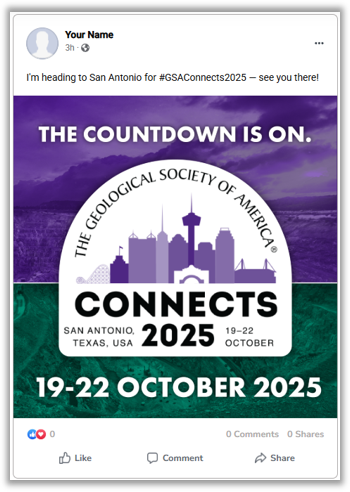 Your Name
3h ·
I'm heading to San Antonio for #GSAConnects2025 — see you there!
THE COUNTDOWN IS ON.
THE GEOLOGICAL SOCIETY OF AMERICA®
CONNECTS
SAN ANTONIO, TEXAS, USA 2025 19–22 OCTOBER
19-22 OCTOBER 2025
0 0 Comments 0 Shares
Like Comment Share